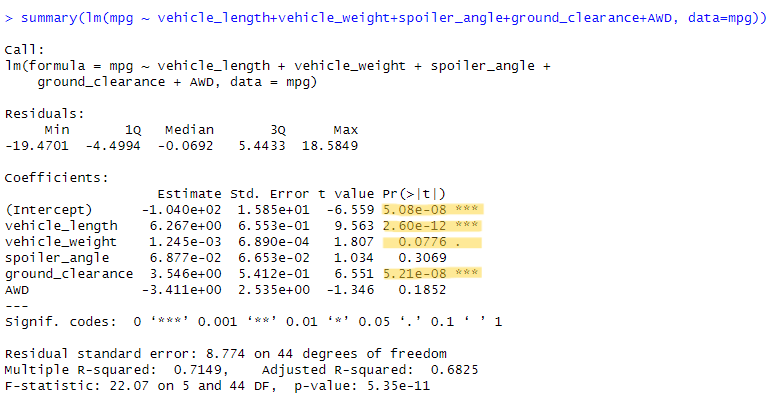 > summary(lm(mpg ~ vehicle_length+vehicle_weight+spoiler_angle+ground_clearance+AWD, data=mpg))
Call:
lm(formula = mpg ~ vehicle_length + vehicle_weight + spoiler_angle +
    ground_clearance + AWD, data = mpg)
Residuals:
     Min       1Q   Median       3Q      Max
-19.4701  -4.4994  -0.0692   5.4433  18.5849
Coefficients:
                   Estimate Std. Error t value Pr(>|t|)
(Intercept)      -1.040e+02  1.585e+01  -6.559 5.08e-08 ***
vehicle_length    6.267e+00  6.553e-01   9.563 2.60e-12 ***
vehicle_weight    1.245e-03  6.890e-04   1.807   0.0776 .
spoiler_angle     6.877e-02  6.653e-02   1.034   0.3069
ground_clearance  3.546e+00  5.412e-01   6.551 5.21e-08 ***
AWD              -3.411e+00  2.535e+00  -1.346   0.1852
---
Signif. codes:  0 ‘***’ 0.001 ‘**’ 0.01 ‘*’ 0.05 ‘.’ 0.1 ‘ ’ 1
Residual standard error: 8.774 on 44 degrees of freedom
Multiple R-squared:  0.7149,	Adjusted R-squared:  0.6825
F-statistic: 22.07 on 5 and 44 DF,  p-value: 5.35e-11